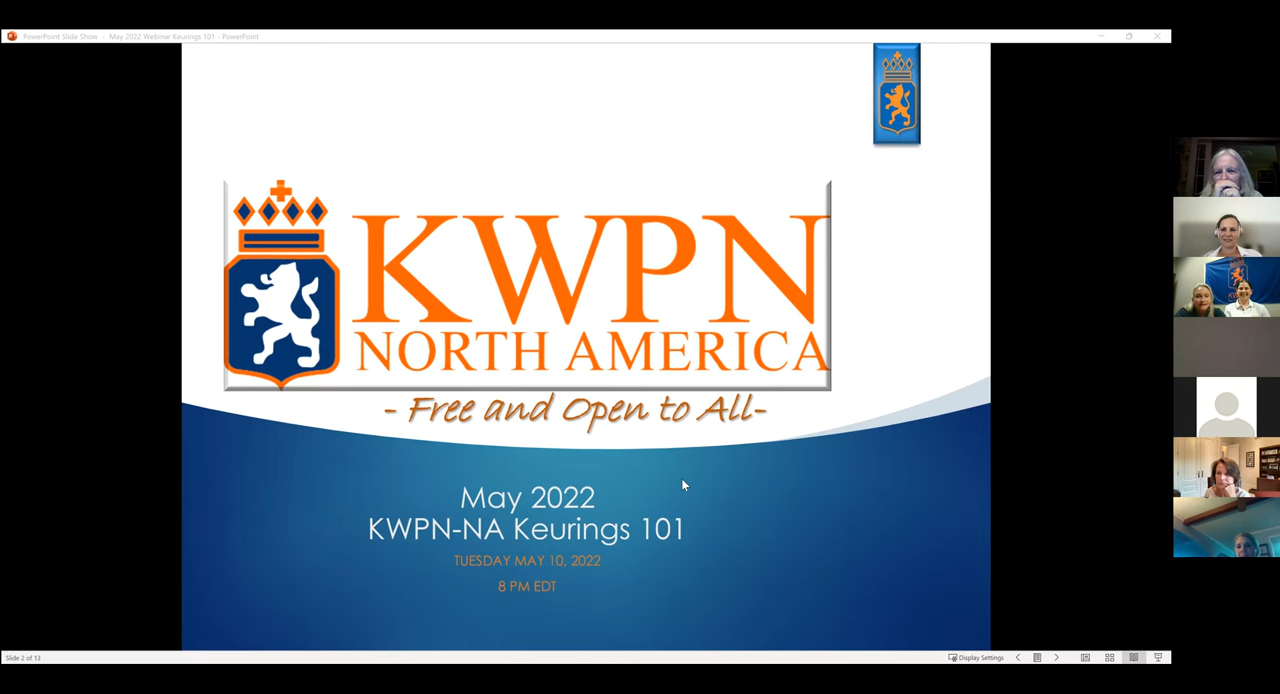 PowerPoint Slide Show - May 2022 Webinar Keurings 101 - PowerPoint
KWPN
NORTH AMERICA
- Free and Open to All-
May 2022
KWPN-NA Keurings 101
TUESDAY MAY 10, 2022
8 PM EDT
Slide 2 of 13
Display Settings